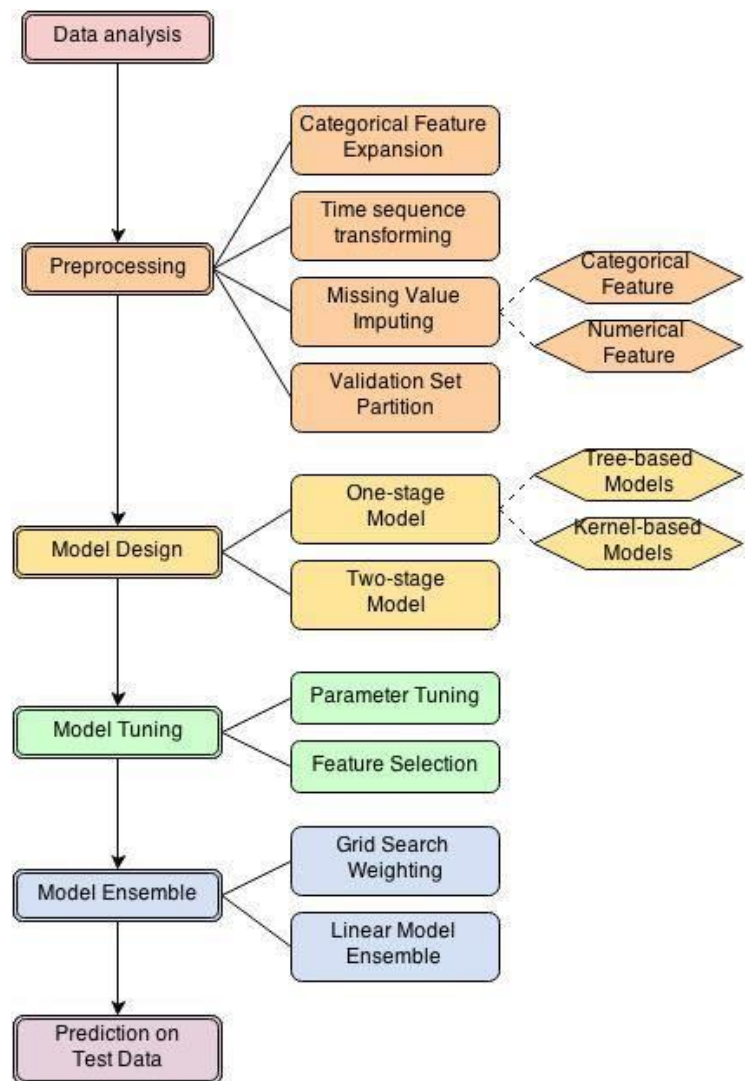 Data analysis
Categorical Feature
Expansion
Time sequence
transforming
Preprocessing
Missing Value
Imputing
Categorical
Feature
Numerical
Feature
Validation Set
Partition
Model Design
One-stage
Model
Tree-based
Models
Kernel-based
Models
Two-stage
Model
Model Tuning
Parameter Tuning
Feature Selection
Model Ensemble
Grid Search
Weighting
Linear Model
Ensemble
Prediction on
Test Data